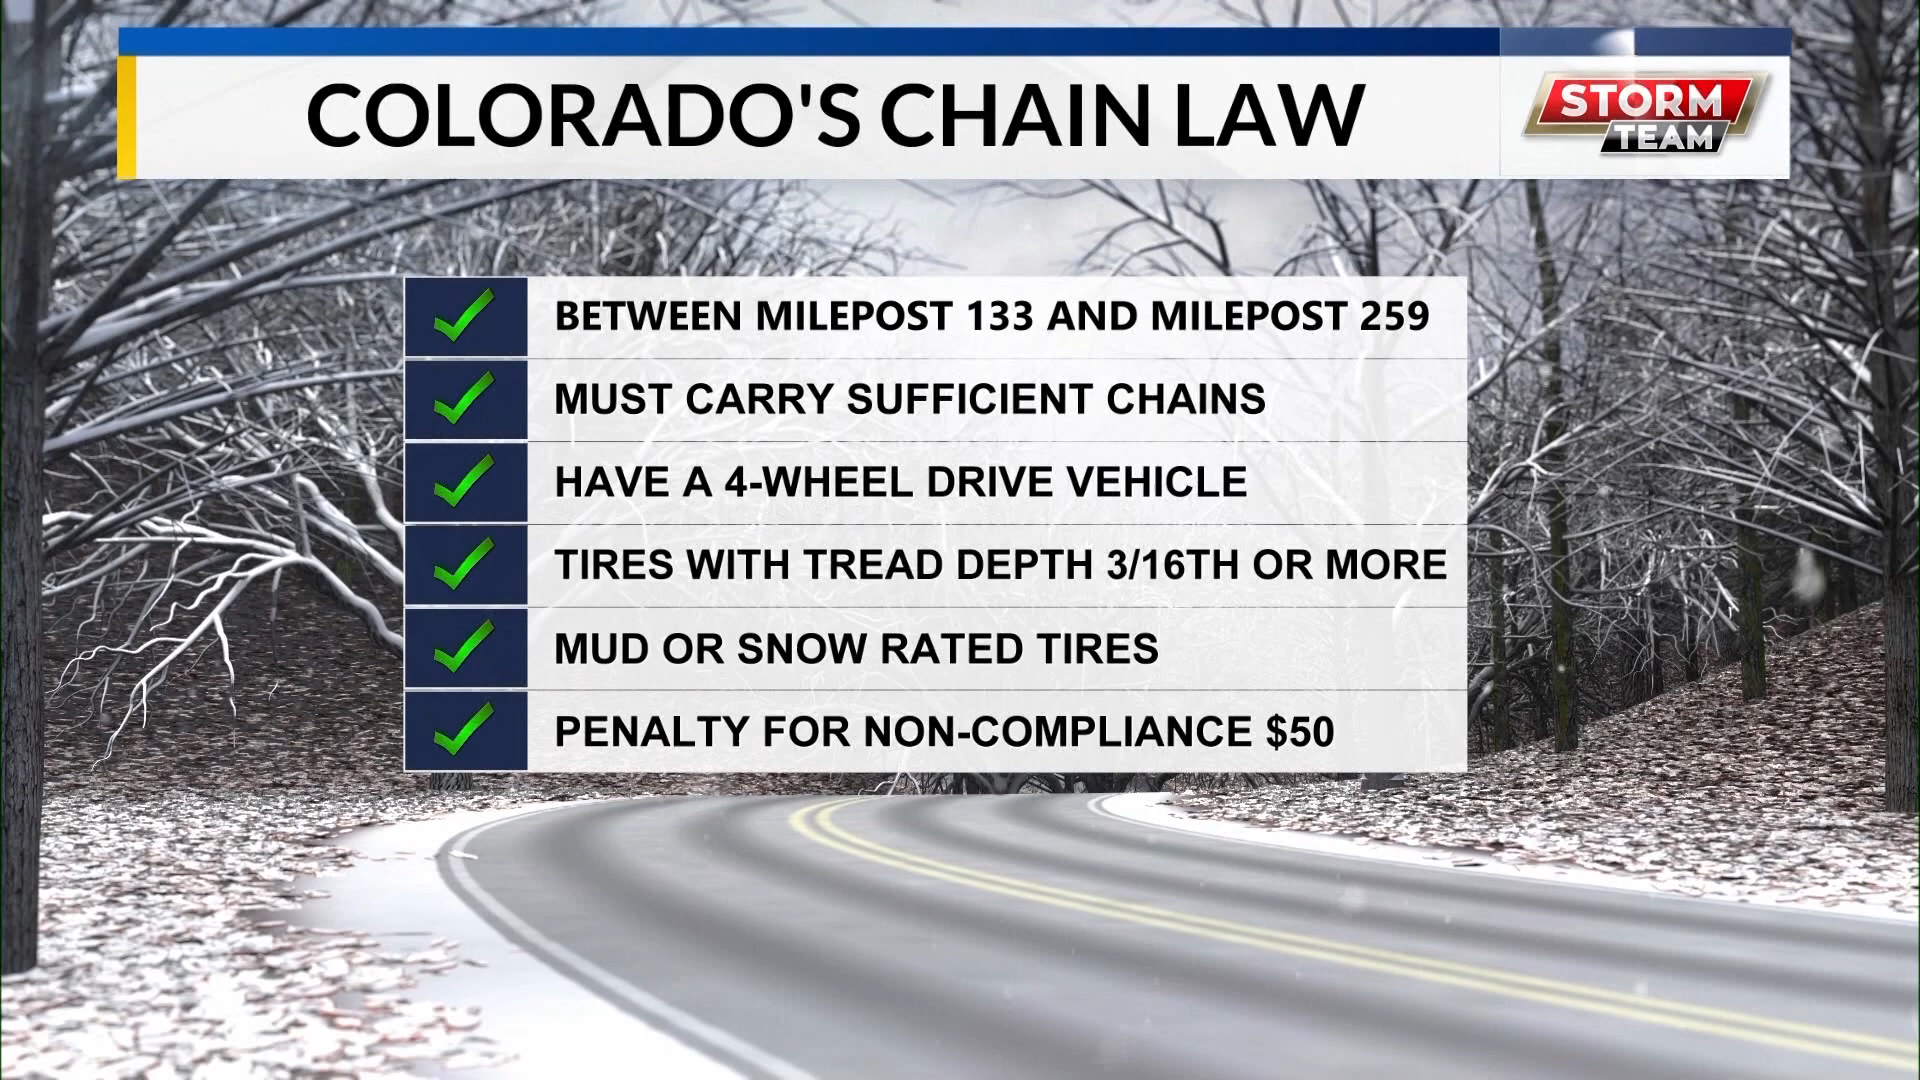 COLORADO'S CHAIN LAW
STORM
TEAM
BETWEEN MILEPOST 133 AND MILEPOST 259
MUST CARRY SUFFICIENT CHAINS
HAVE A 4-WHEEL DRIVE VEHICLE
TIRES WITH TREAD DEPTH 3/16TH OR MORE
MUD OR SNOW RATED TIRES
PENALTY FOR NON-COMPLIANCE $50